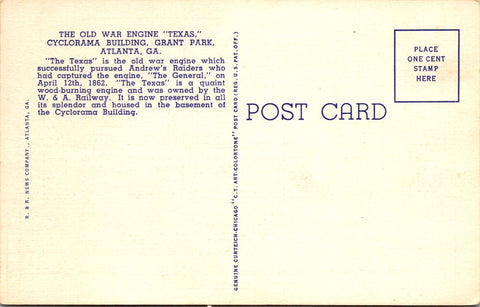 THE OLD WAR ENGINE "TEXAS,"
CYCLORAMA BUILDING, GRANT PARK,
ATLANTA, GA.
"The Texas" is the old war engine which
successfully pursued Andrew's Raiders who
had captured the engine, "The General," on
April 12th, 1862. "The Texas" is a quaint
wood-burning engine and was owned by the
W. & A. Railway. It is now preserved in all
its splendor and housed in the basement of
the Cyclorama Building.
R. & R. NEWS COMPANY., ATLANTA, GA.
GENUINE CURTEICH-CHICAGO "C.T. ART-COLORTONE" POST CARD (REG. U.S. PAT. OFF.)
POST CARD
PLACE
ONE CENT
STAMP
HERE